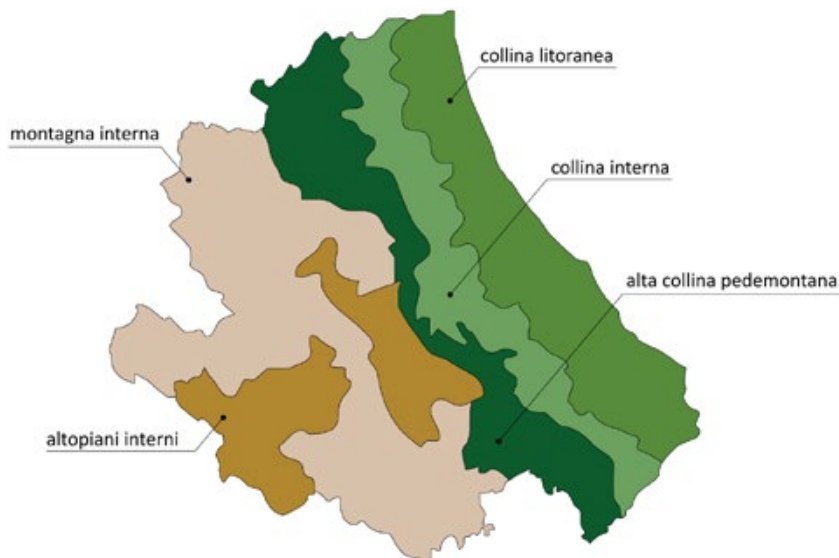 collina litoranea
montagna interna
collina interna
alta collina pedemontana
altopiani interni